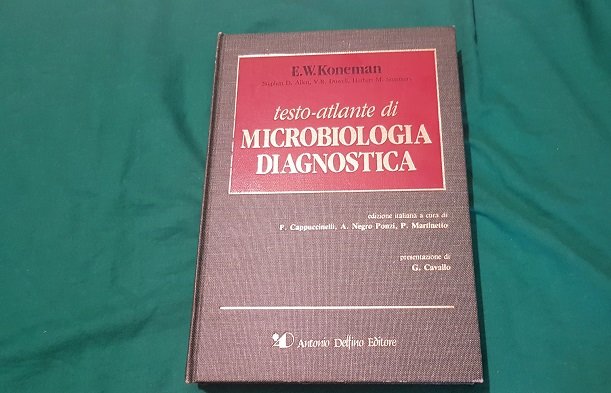 E.W.Koneman
Stephen D. Allen, V.R. Dowell, Herbert M. Sommers
testo-atlante di
MICROBIOLOGIA
DIAGNOSTICA
edizione italiana a cura di
P. Cappuccinelli, A. Negro Ponzi, P. Martinetto
presentazione di
G. Cavallo
Antonio Delfino Editore